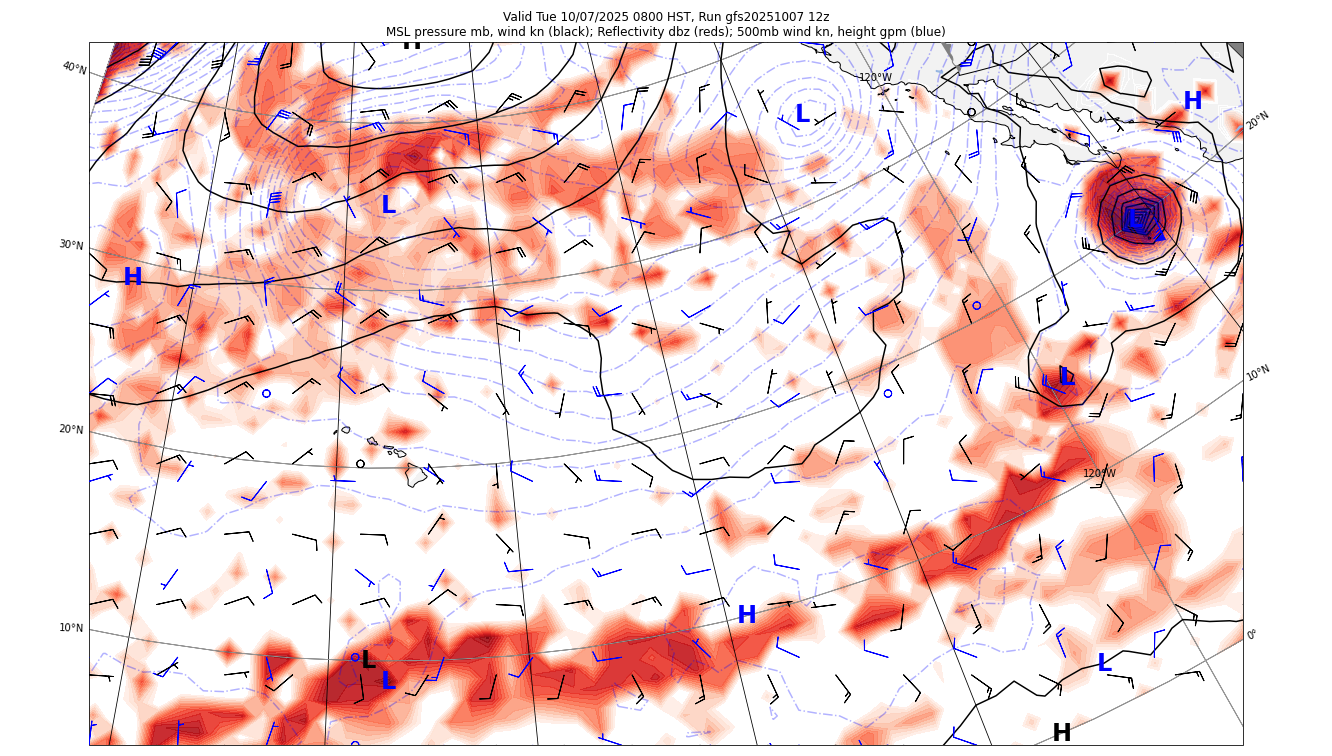 Valid Tue 10/07/2025 0800 HST, Run gfs20251007 12z
MSL pressure mb, wind kn (black); Reflectivity dbz (reds); 500mb wind kn, height gpm (blue)
H
40°N
120°W
L
H
20°N
L
30°N
H
L
10°N
20°N
120°W
10°N
H
0°
L
L
L
H